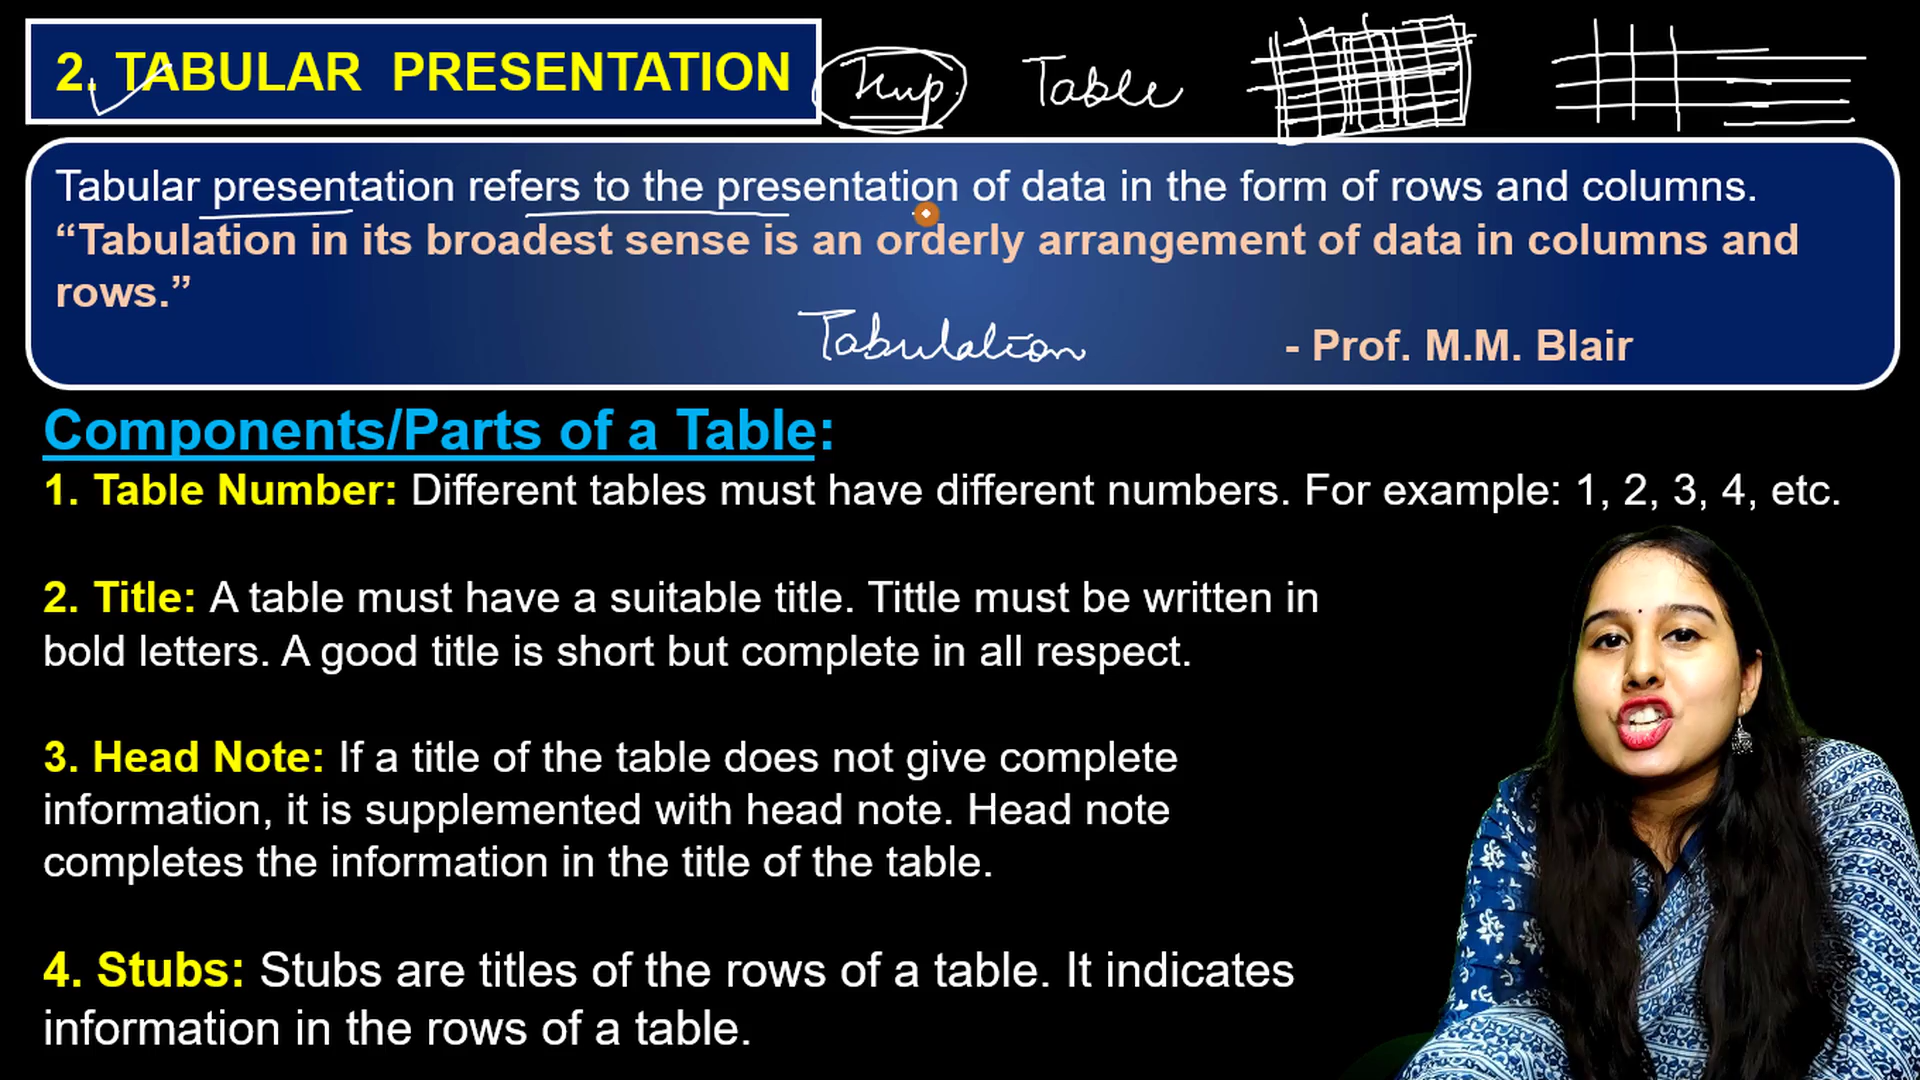 2. TABULAR PRESENTATION
Imp. Table
Tabular presentation refers to the presentation of data in the form of rows and columns.
“Tabulation in its broadest sense is an orderly arrangement of data in columns and
rows.”
Tabulation - Prof. M.M. Blair
Components/Parts of a Table:
1. Table Number: Different tables must have different numbers. For example: 1, 2, 3, 4, etc.
2. Title: A table must have a suitable title. Tittle must be written in
bold letters. A good title is short but complete in all respect.
3. Head Note: If a title of the table does not give complete
information, it is supplemented with head note. Head note
completes the information in the title of the table.
4. Stubs: Stubs are titles of the rows of a table. It indicates
information in the rows of a table.